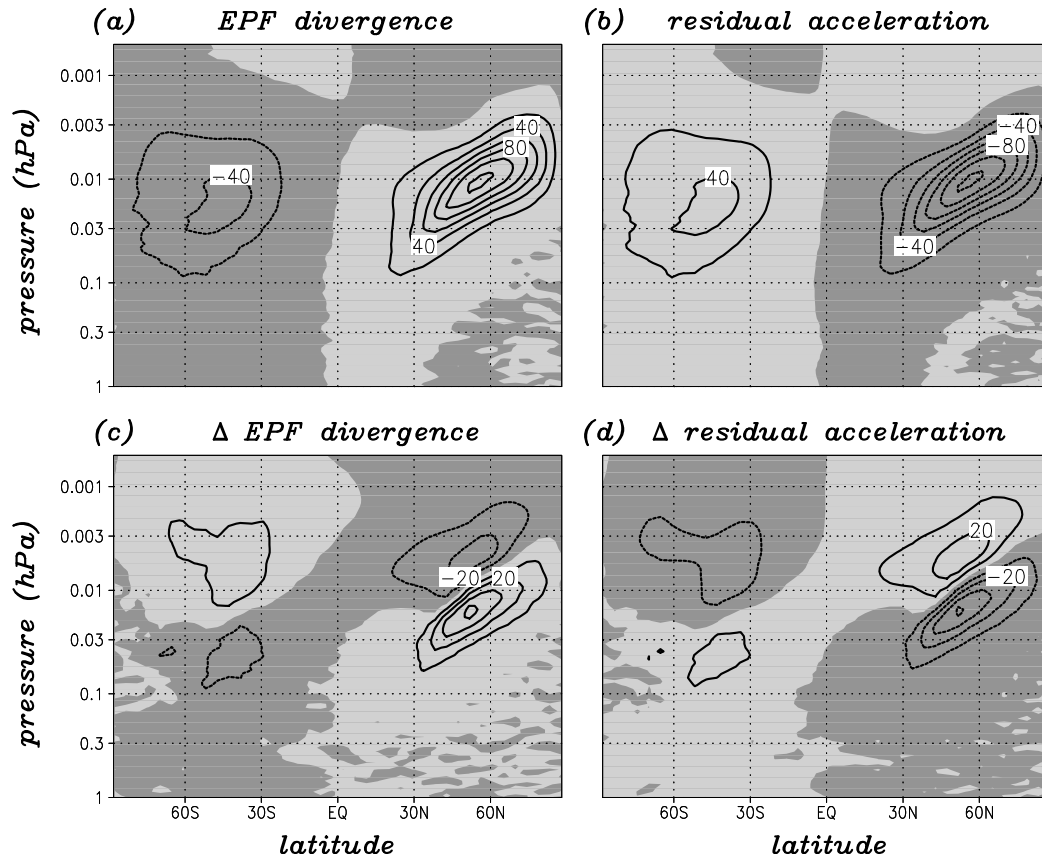 (a) EPF divergence
(b) residual acceleration
pressure (hPa)
0.001
0.003
0.01
0.03
0.1
0.3
1
−40
40
80
40
40
−40
−80
−40
(c) Δ EPF divergence
(d) Δ residual acceleration
pressure (hPa)
0.001
0.003
0.01
0.03
0.1
0.3
1
−20 20
20
−20
60S 30S EQ 30N 60N
60S 30S EQ 30N 60N
latitude
latitude